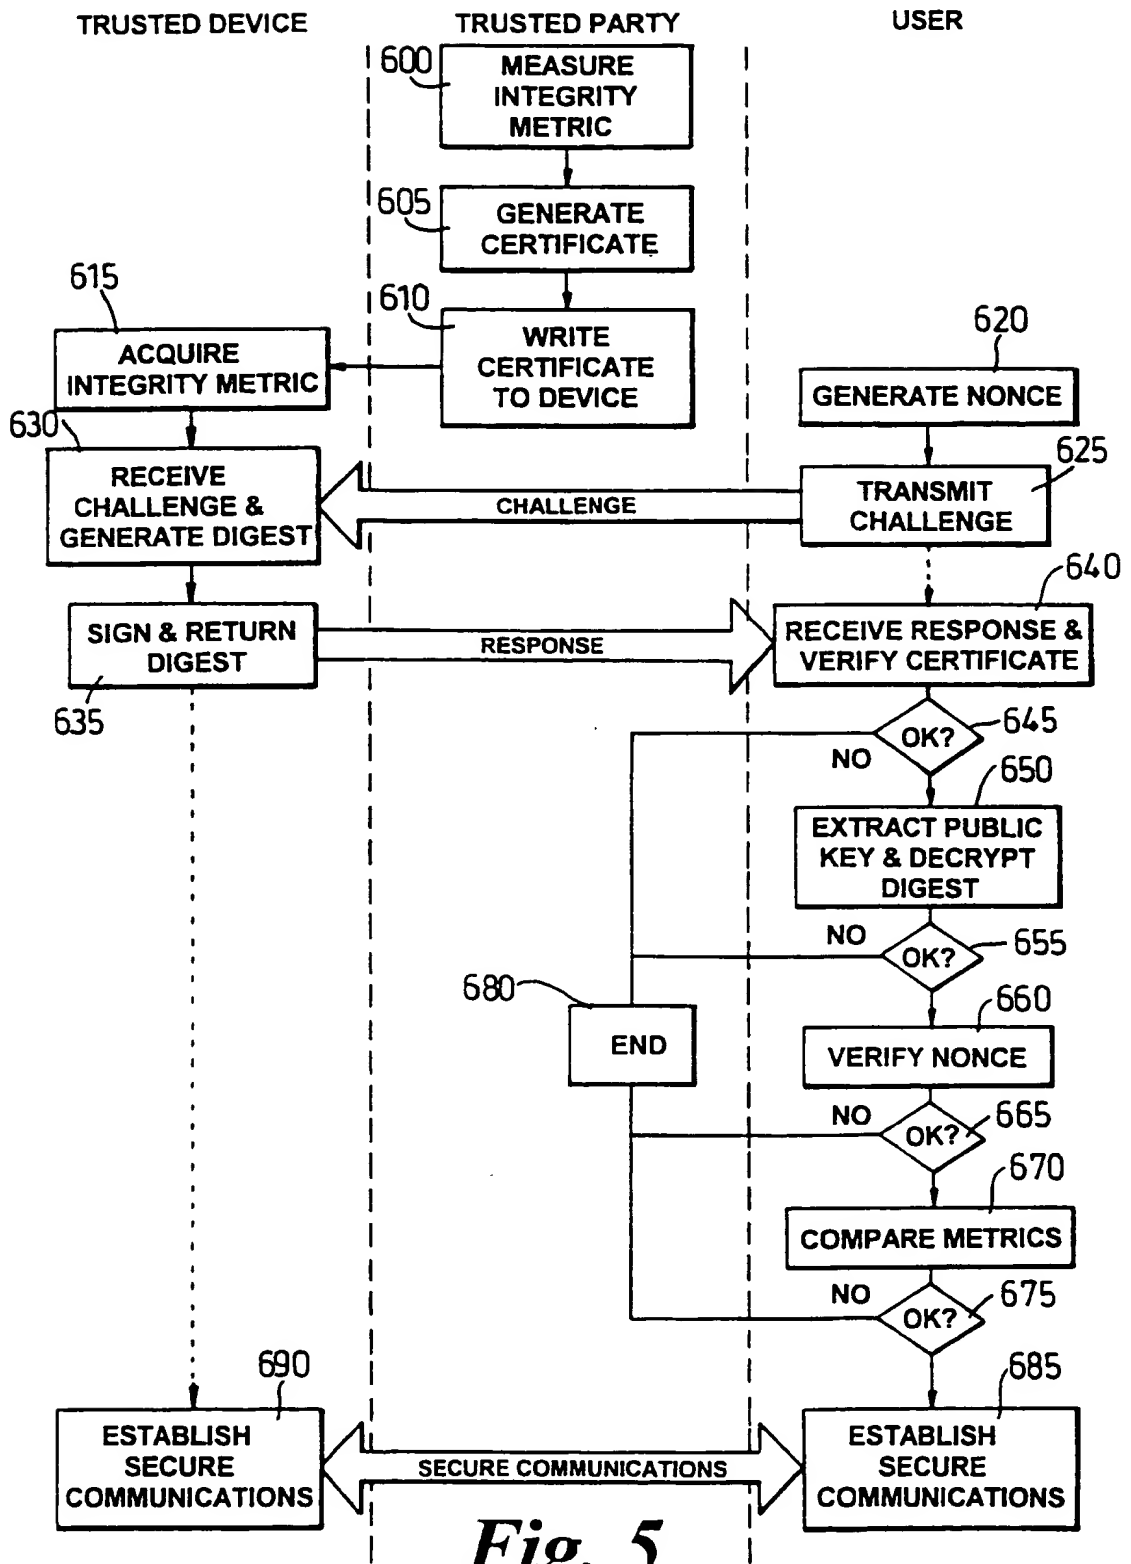 TRUSTED DEVICE
TRUSTED PARTY
USER
600
MEASURE
INTEGRITY
METRIC
605
GENERATE
CERTIFICATE
610
WRITE
CERTIFICATE
TO DEVICE
615
ACQUIRE
INTEGRITY METRIC
620
GENERATE NONCE
630
RECEIVE
CHALLENGE &
GENERATE DIGEST
CHALLENGE
625
TRANSMIT
CHALLENGE
SIGN & RETURN
DIGEST
635
RESPONSE
640
RECEIVE RESPONSE &
VERIFY CERTIFICATE
645
OK?
NO
650
EXTRACT PUBLIC
KEY & DECRYPT
DIGEST
NO
OK?
655
680
END
660
VERIFY NONCE
NO
OK?
665
670
COMPARE METRICS
NO
OK?
675
690
ESTABLISH
SECURE
COMMUNICATIONS
SECURE COMMUNICATIONS
685
ESTABLISH
SECURE
COMMUNICATIONS
Fig. 5